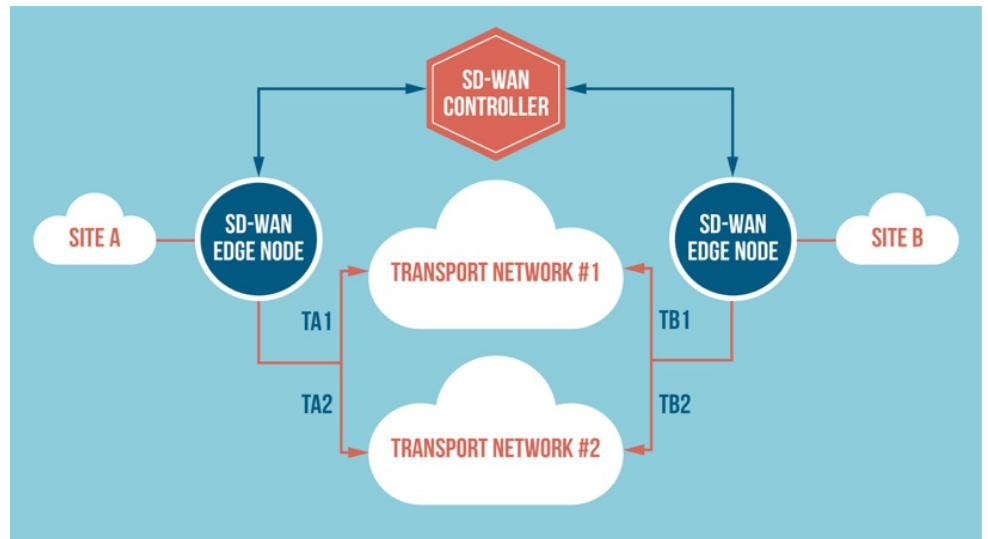 SD-WAN
CONTROLLER
SITE A
SD-WAN
EDGE NODE
TRANSPORT NETWORK #1
SD-WAN
EDGE NODE
SITE B
TA1
TB1
TA2
TB2
TRANSPORT NETWORK #2